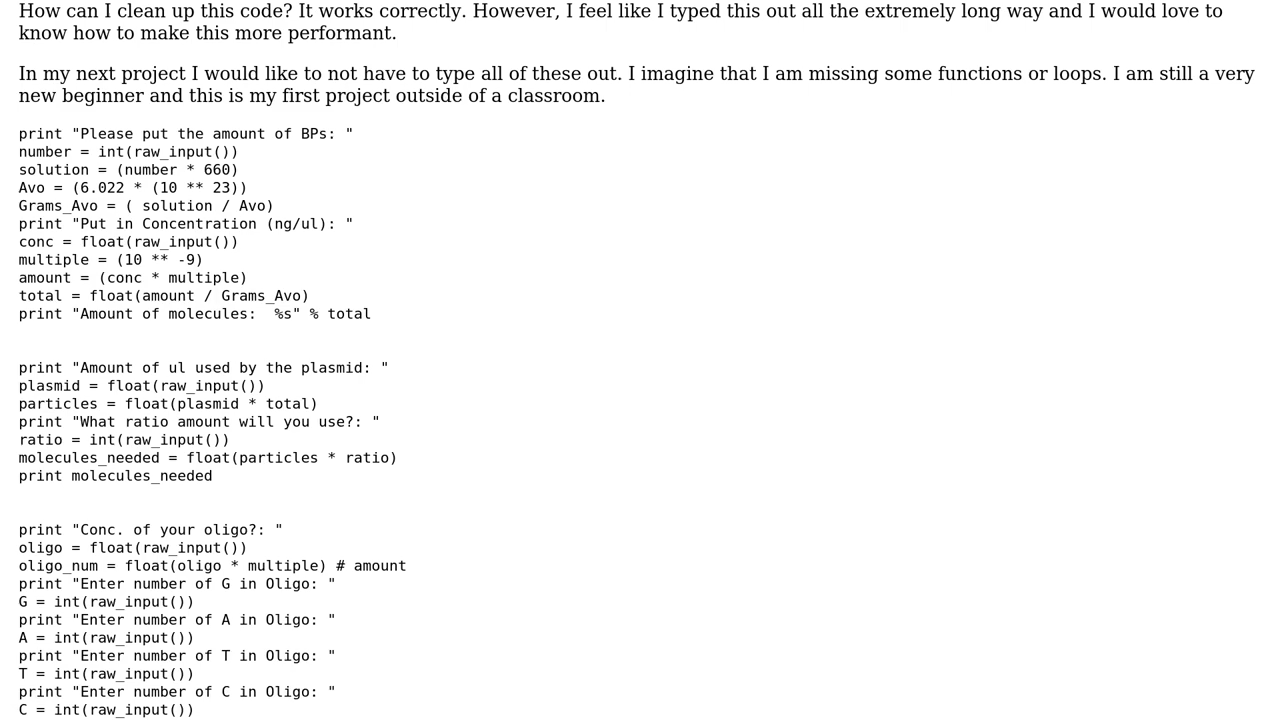 How can I clean up this code? It works correctly. However, I feel like I typed this out all the extremely long way and I would love to
know how to make this more performant.
In my next project I would like to not have to type all of these out. I imagine that I am missing some functions or loops. I am still a very
new beginner and this is my first project outside of a classroom.
print "Please put the amount of BPs: "
number = int(raw_input())
solution = (number * 660)
Avo = (6.022 * (10 ** 23))
Grams_Avo = ( solution / Avo)
print "Put in Concentration (ng/ul): "
conc = float(raw_input())
multiple = (10 ** -9)
amount = (conc * multiple)
total = float(amount / Grams_Avo)
print "Amount of molecules:  %s" % total
print "Amount of ul used by the plasmid: "
plasmid = float(raw_input())
particles = float(plasmid * total)
print "What ratio amount will you use?: "
ratio = int(raw_input())
molecules_needed = float(particles * ratio)
print molecules_needed
print "Conc. of your oligo?: "
oligo = float(raw_input())
oligo_num = float(oligo * multiple) # amount
print "Enter number of G in Oligo: "
G = int(raw_input())
print "Enter number of A in Oligo: "
A = int(raw_input())
print "Enter number of T in Oligo: "
T = int(raw_input())
print "Enter number of C in Oligo: "
C = int(raw_input())